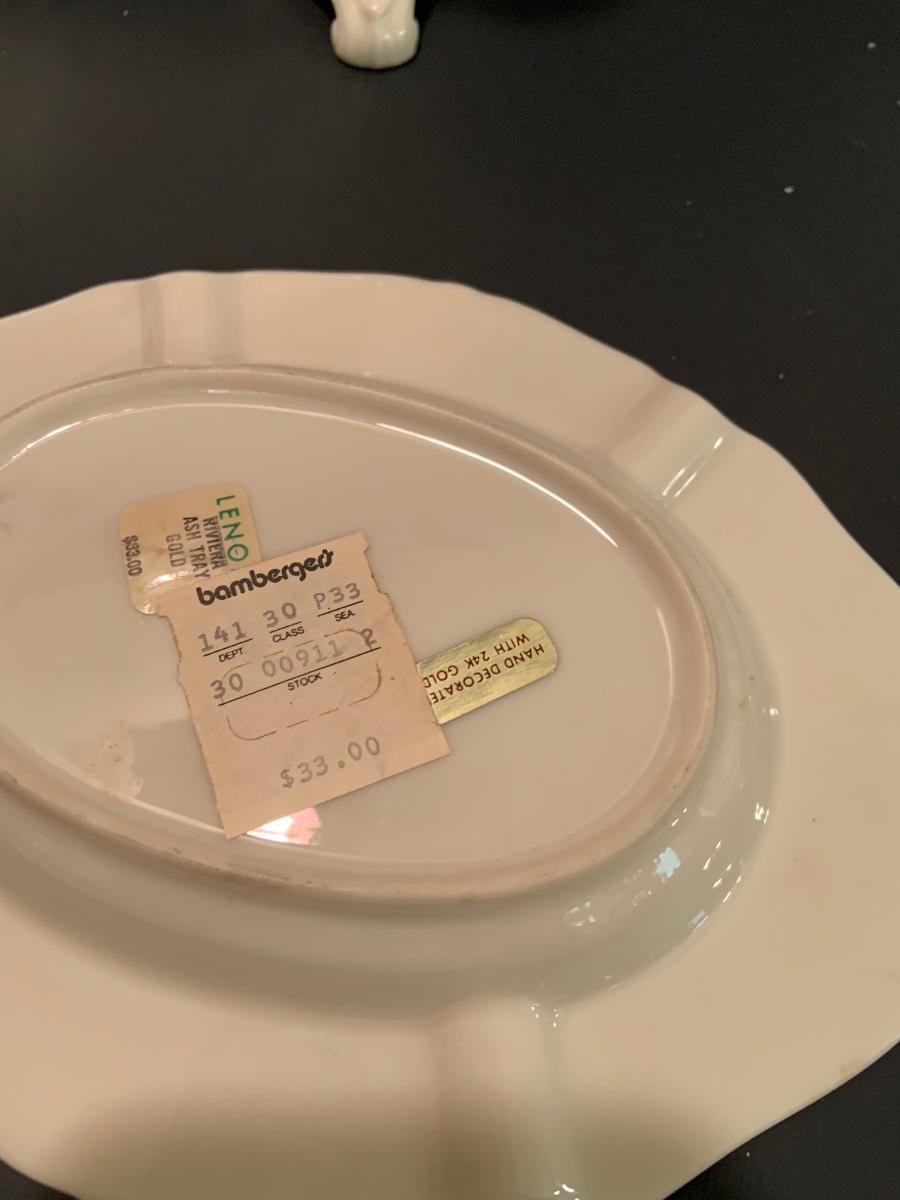 LENO
RIVIERA
ASH TRAY
GOLD
$33.00
bamberger's
141 30 P33
DEPT. CLASS SEA.
30 00911 2
STOCK
$33.00
HAND DECORATE
WITH 24K GOLD